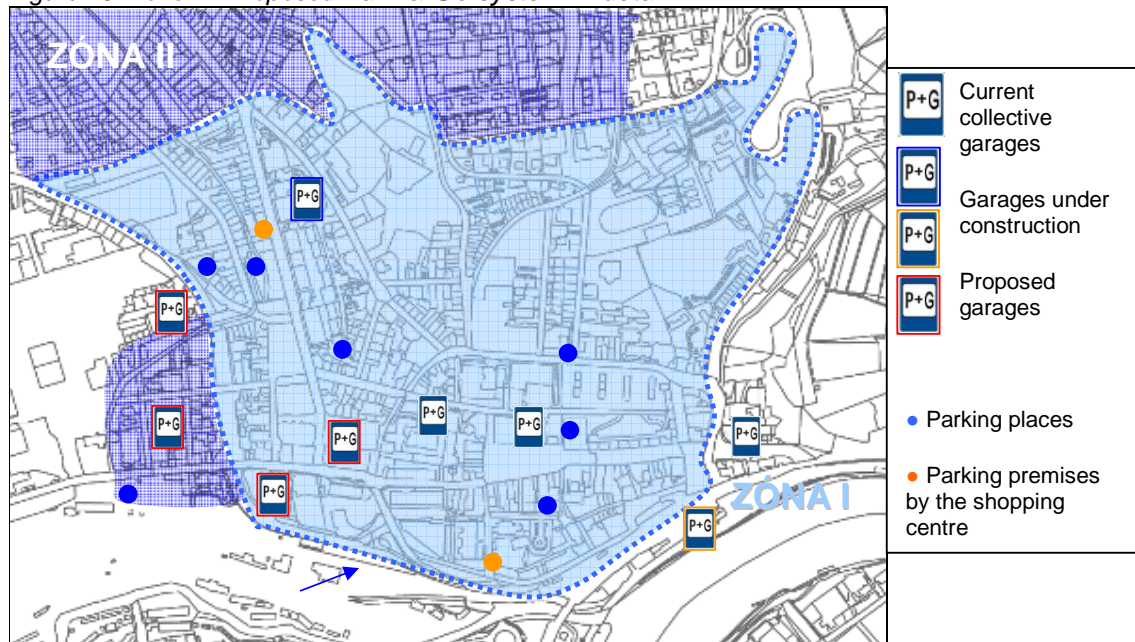 ZÓNA II
P+G
P+G
P+G
P+G
P+G
P+G
P+G
P+G
P+G
ZÓNA I
P+G
Current
collective
garages
P+G
Garages under
construction
P+G
P+G
Proposed
garages
• Parking places
• Parking premises
by the shopping
centre